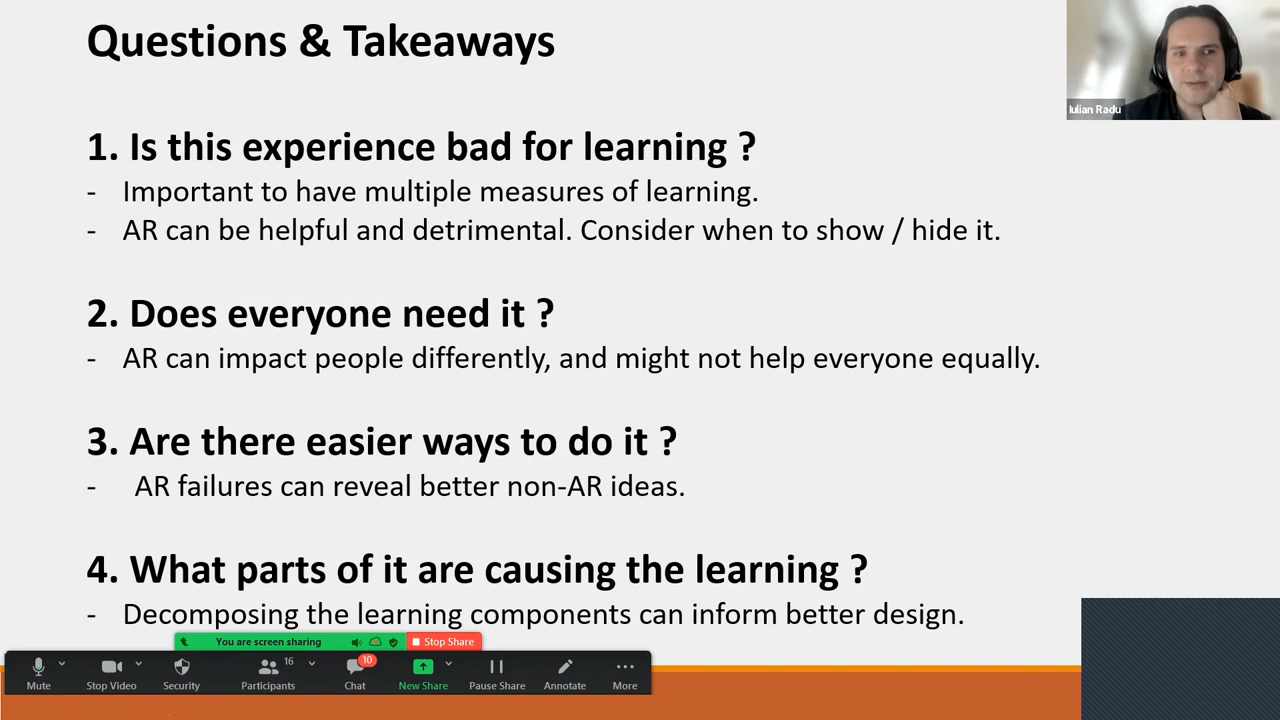 Questions & Takeaways
Iulian Radu
1. Is this experience bad for learning ?
- Important to have multiple measures of learning.
- AR can be helpful and detrimental. Consider when to show / hide it.
2. Does everyone need it ?
- AR can impact people differently, and might not help everyone equally.
3. Are there easier ways to do it ?
- AR failures can reveal better non-AR ideas.
4. What parts of it are causing the learning ?
- Decomposing the learning components can inform better design.
You are screen sharing Stop Share
16 10
Mute Stop Video Security Participants Chat New Share Pause Share Annotate More